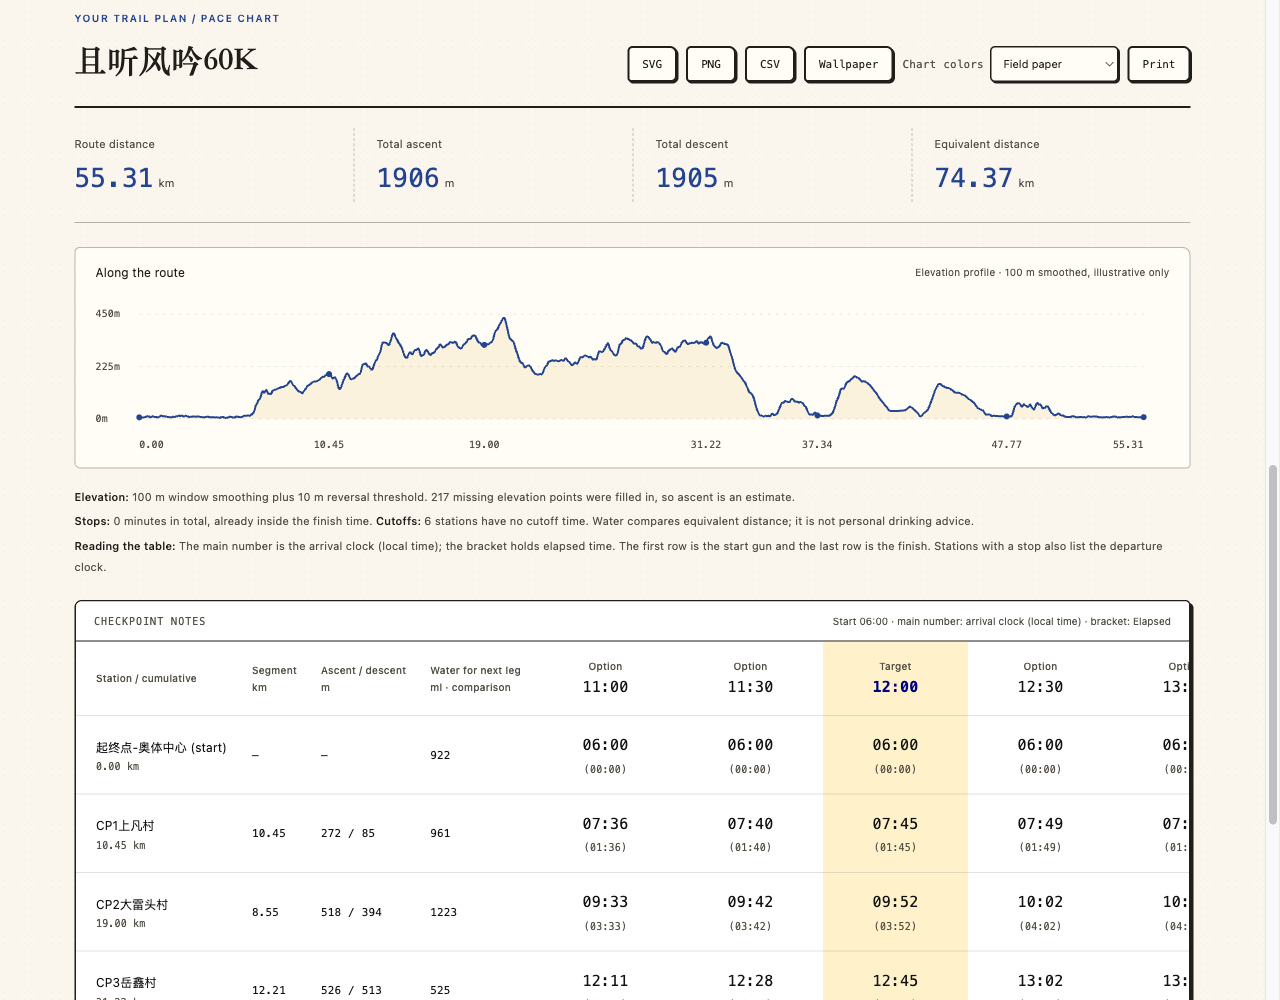 YOUR TRAIL PLAN / PACE CHART
且听风吟60K
SVG
PNG
CSV
Wallpaper
Chart colors
Field paper
Print
Route distance
55.31 km
Total ascent
1906 m
Total descent
1905 m
Equivalent distance
74.37 km
Along the route
Elevation profile · 100 m smoothed, illustrative only
450m
225m
0m
0.00 10.45 19.00 31.22 37.34 47.77 55.31
Elevation: 100 m window smoothing plus 10 m reversal threshold. 217 missing elevation points were filled in, so ascent is an estimate.
Stops: 0 minutes in total, already inside the finish time. Cutoffs: 6 stations have no cutoff time. Water compares equivalent distance; it is not personal drinking advice.
Reading the table: The main number is the arrival clock (local time); the bracket holds elapsed time. The first row is the start gun and the last row is the finish. Stations with a stop also list the departure
clock.
CHECKPOINT NOTES
Start 06:00 · main number: arrival clock (local time) · bracket: Elapsed
Station / cumulative
Segment
km
Ascent / descent
m
Water for next leg
ml · comparison
Option
11:00
Option
11:30
Target
12:00
Option
12:30
Opti
13:
起终点-奥体中心 (start)
0.00 km
–
–
922
06:00
(00:00)
06:00
(00:00)
06:00
(00:00)
06:00
(00:00)
06:
(00:
CP1上凡村
10.45 km
10.45
272 / 85
961
07:36
(01:36)
07:40
(01:40)
07:45
(01:45)
07:49
(01:49)
07:
(01:
CP2大雷头村
19.00 km
8.55
518 / 394
1223
09:33
(03:33)
09:42
(03:42)
09:52
(03:52)
10:02
(04:02)
10:
(04:
CP3岳鑫村
12.21
526 / 513
525
12:11
12:28
12:45
13:02
13: